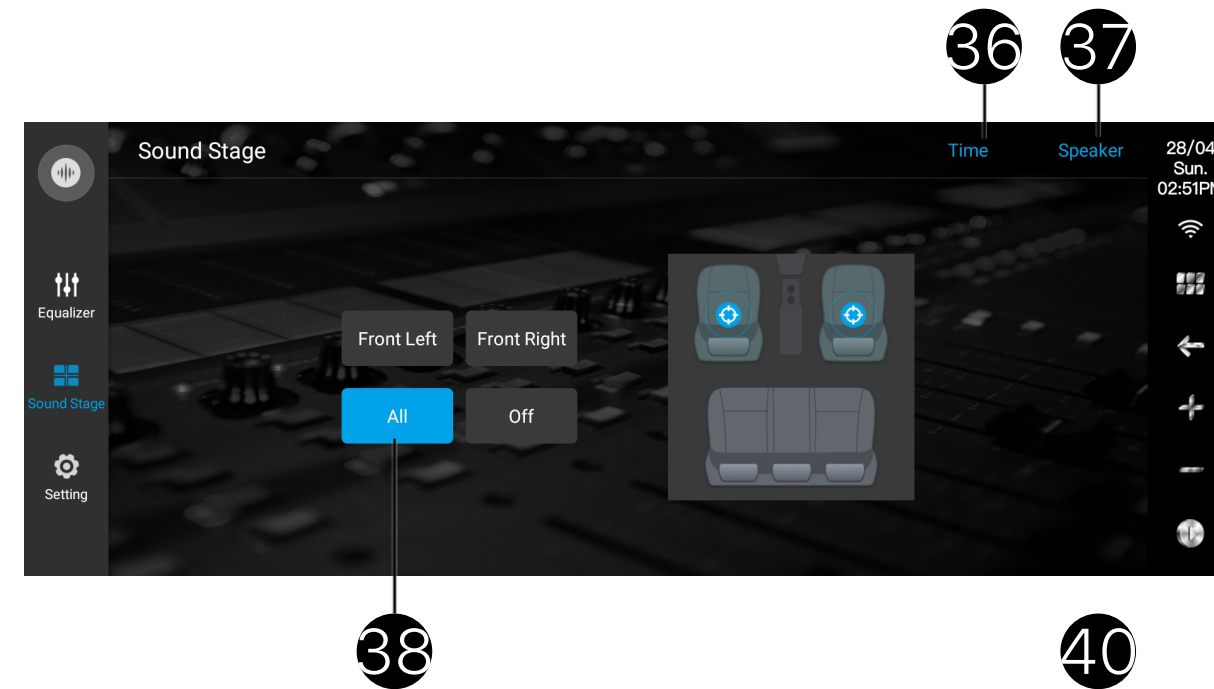 36 37
Sound Stage
Time
Speaker
28/04
Sun.
02:51PM
Equalizer
Sound Stage
Setting
Front Left
Front Right
All
Off
38
40